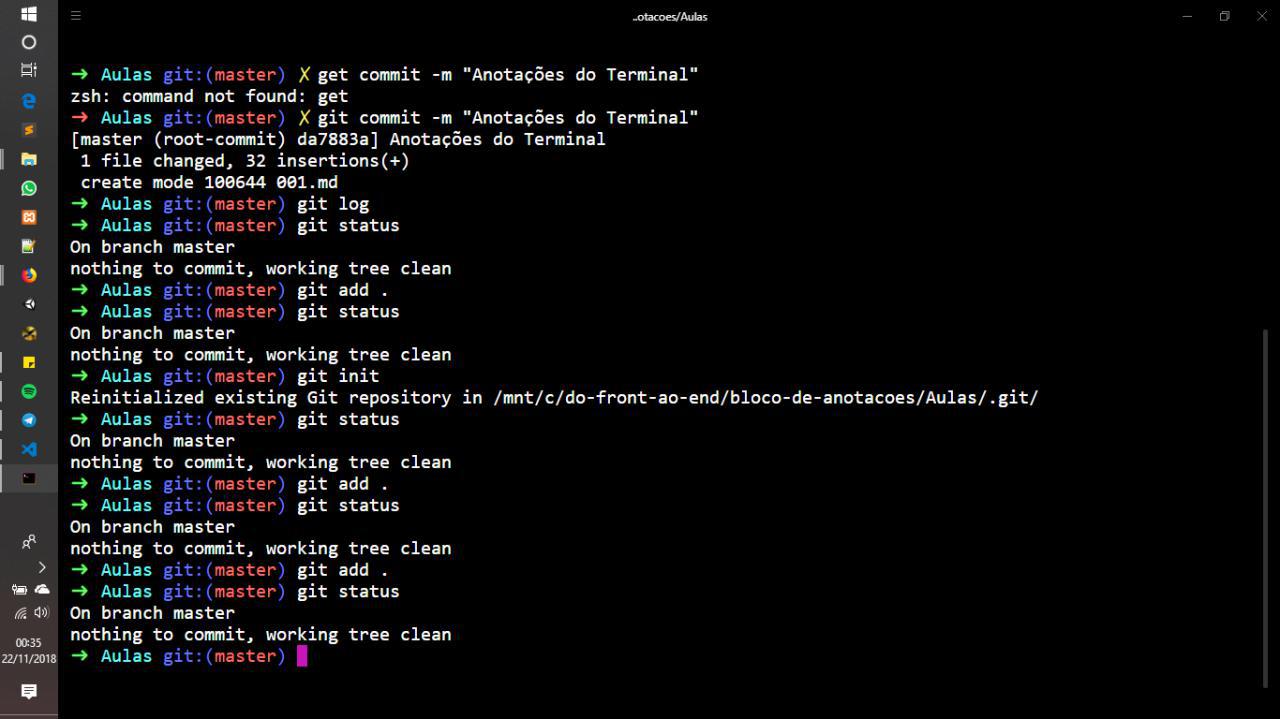 ..otacoes/Aulas
➜ Aulas git:(master) ✗ get commit -m "Anotações do Terminal"
zsh: command not found: get
➜ Aulas git:(master) ✗ git commit -m "Anotações do Terminal"
[master (root-commit) da7883a] Anotações do Terminal
1 file changed, 32 insertions(+)
create mode 100644 001.md
➜ Aulas git:(master) git log
➜ Aulas git:(master) git status
On branch master
nothing to commit, working tree clean
➜ Aulas git:(master) git add .
➜ Aulas git:(master) git status
On branch master
nothing to commit, working tree clean
➜ Aulas git:(master) git init
Reinitialized existing Git repository in /mnt/c/do-front-ao-end/bloco-de-anotacoes/Aulas/.git/
➜ Aulas git:(master) git status
On branch master
nothing to commit, working tree clean
➜ Aulas git:(master) git add .
➜ Aulas git:(master) git status
On branch master
nothing to commit, working tree clean
➜ Aulas git:(master) git add .
➜ Aulas git:(master) git status
On branch master
nothing to commit, working tree clean
➜ Aulas git:(master)
00:35
22/11/2018